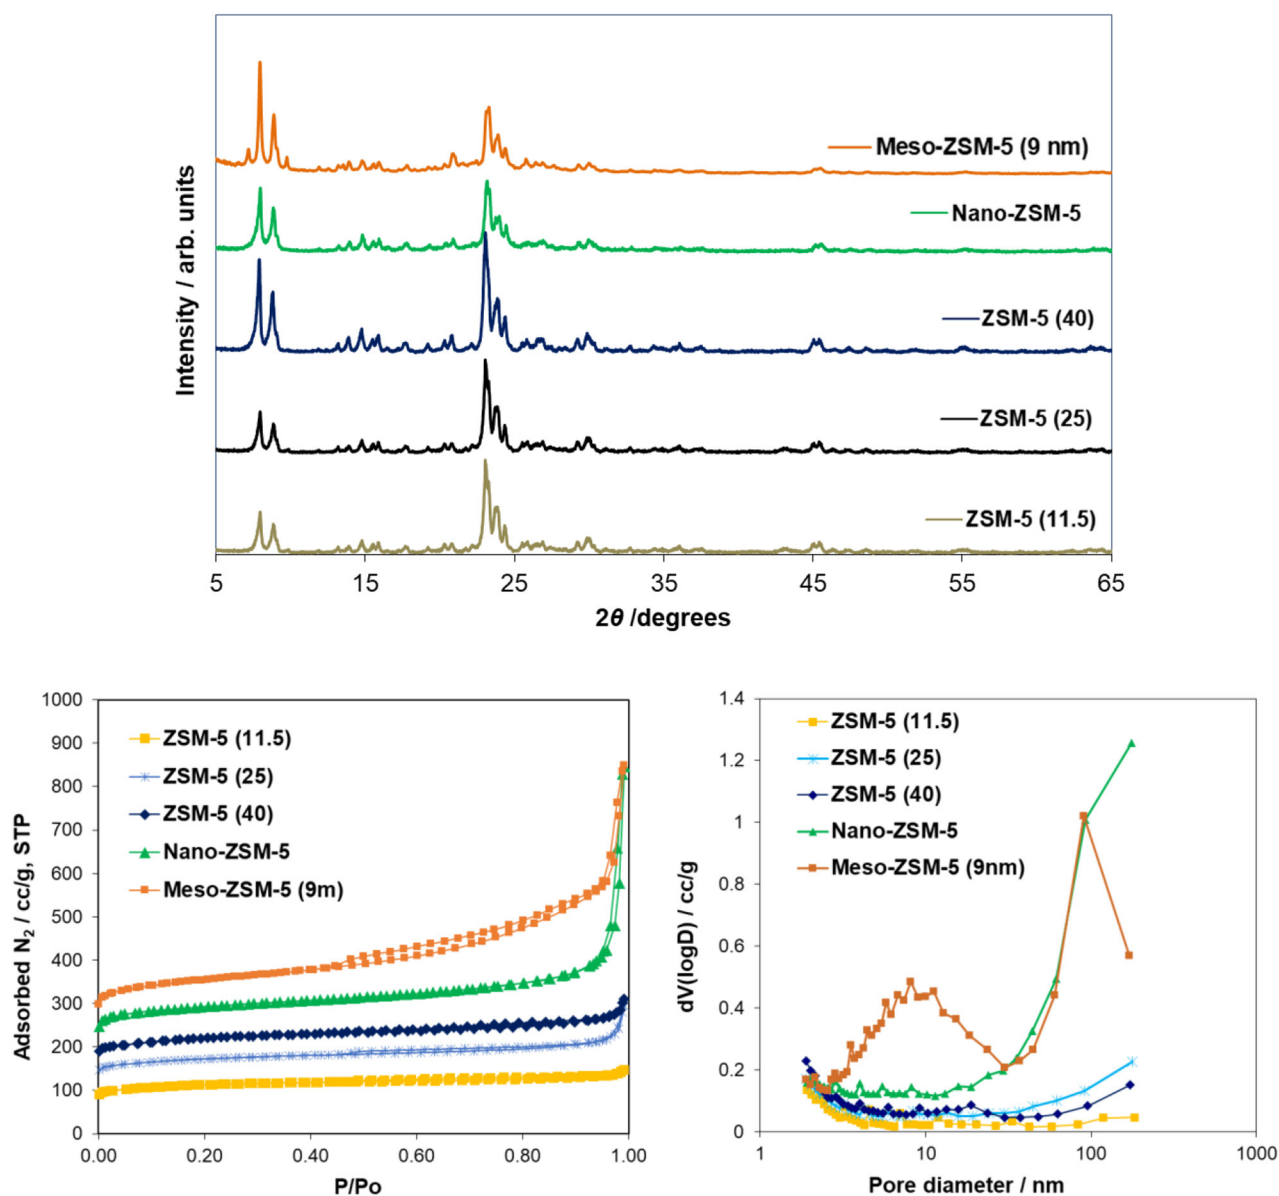 Intensity / arb. units
Meso-ZSM-5 (9 nm)
Nano-ZSM-5
ZSM-5 (40)
ZSM-5 (25)
ZSM-5 (11.5)
5 15 25 35 45 55 65
2θ /degrees
Adsorbed N₂ / cc/g, STP
1000
900
800
700
600
500
400
300
200
100
0
ZSM-5 (11.5)
ZSM-5 (25)
ZSM-5 (40)
Nano-ZSM-5
Meso-ZSM-5 (9m)
0.00 0.20 0.40 0.60 0.80 1.00
P/Po
dV(logD) / cc/g
1.4
1.2
1
0.8
0.6
0.4
0.2
0
ZSM-5 (11.5)
ZSM-5 (25)
ZSM-5 (40)
Nano-ZSM-5
Meso-ZSM-5 (9nm)
1 10 100 1000
Pore diameter / nm